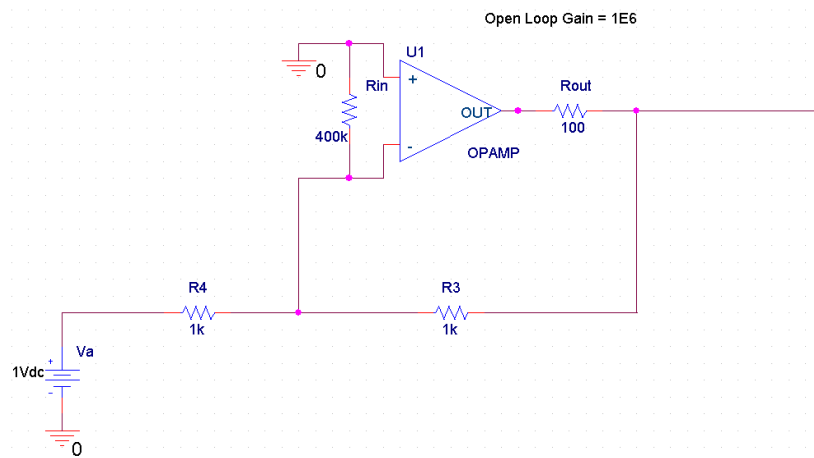 Open Loop Gain = 1E6
U1
0
Rin
+
Rout
OUT
400k
100
-
OPAMP
R4
R3
1k
1k
Va
+
1Vdc
-
0